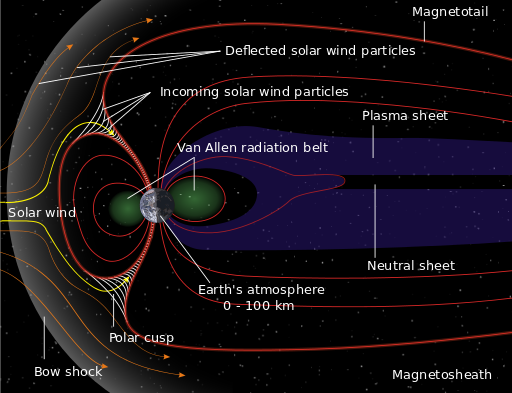 Magnetotail
Deflected solar wind particles
Incoming solar wind particles
Plasma sheet
Van Allen radiation belt
Solar wind
Neutral sheet
Earth's atmosphere
0 - 100 km
Polar cusp
Bow shock
Magnetosheath